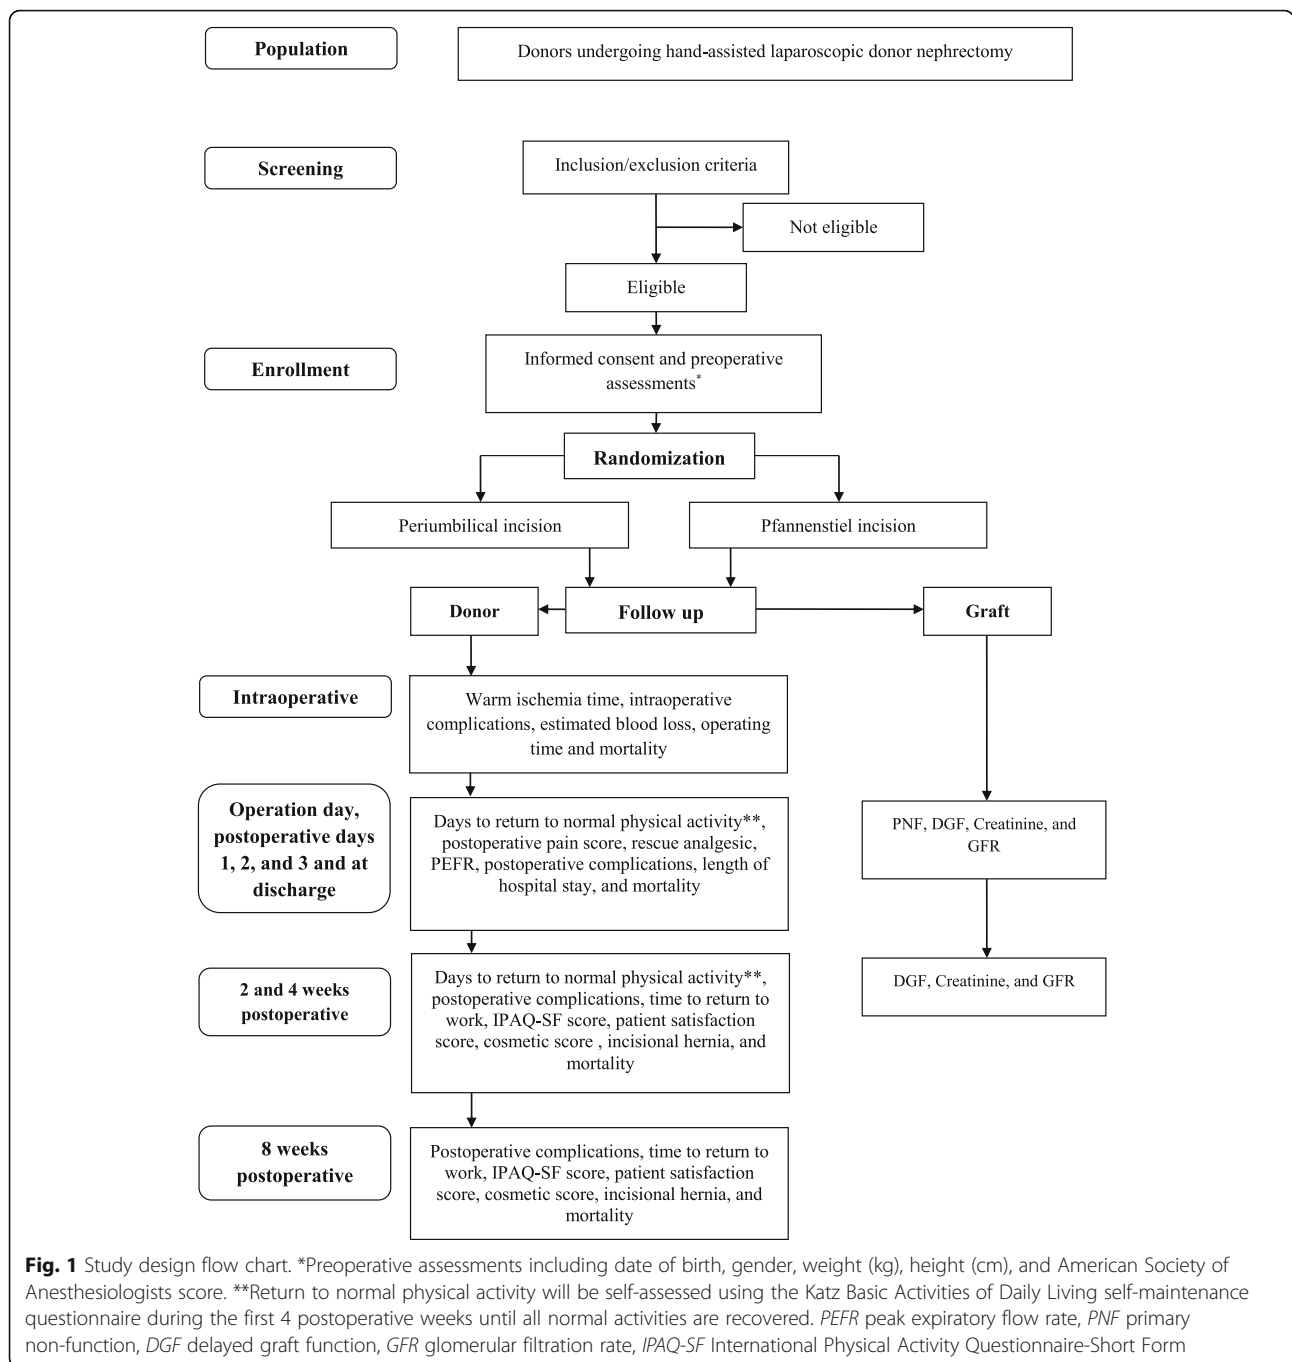 Population
Donors undergoing hand-assisted laparoscopic donor nephrectomy
Screening
Inclusion/exclusion criteria
Not eligible
Eligible
Enrollment
Informed consent and preoperative
assessments*
Randomization
Periumbilical incision
Pfannenstiel incision
Donor
Follow up
Graft
Intraoperative
Warm ischemia time, intraoperative
complications, estimated blood loss, operating
time and mortality
Operation day,
postoperative days
1, 2, and 3 and at
discharge
Days to return to normal physical activity**,
postoperative pain score, rescue analgesic,
PEFR, postoperative complications, length of
hospital stay, and mortality
PNF, DGF, Creatinine, and
GFR
2 and 4 weeks
postoperative
Days to return to normal physical activity**,
postoperative complications, time to return to
work, IPAQ-SF score, patient satisfaction
score, cosmetic score , incisional hernia, and
mortality
DGF, Creatinine, and GFR
8 weeks
postoperative
Postoperative complications, time to return to
work, IPAQ-SF score, patient satisfaction
score, cosmetic score, incisional hernia, and
mortality
Fig. 1 Study design flow chart. *Preoperative assessments including date of birth, gender, weight (kg), height (cm), and American Society of
Anesthesiologists score. **Return to normal physical activity will be self-assessed using the Katz Basic Activities of Daily Living self-maintenance
questionnaire during the first 4 postoperative weeks until all normal activities are recovered. PEFR peak expiratory flow rate, PNF primary
non-function, DGF delayed graft function, GFR glomerular filtration rate, IPAQ-SF International Physical Activity Questionnaire-Short Form